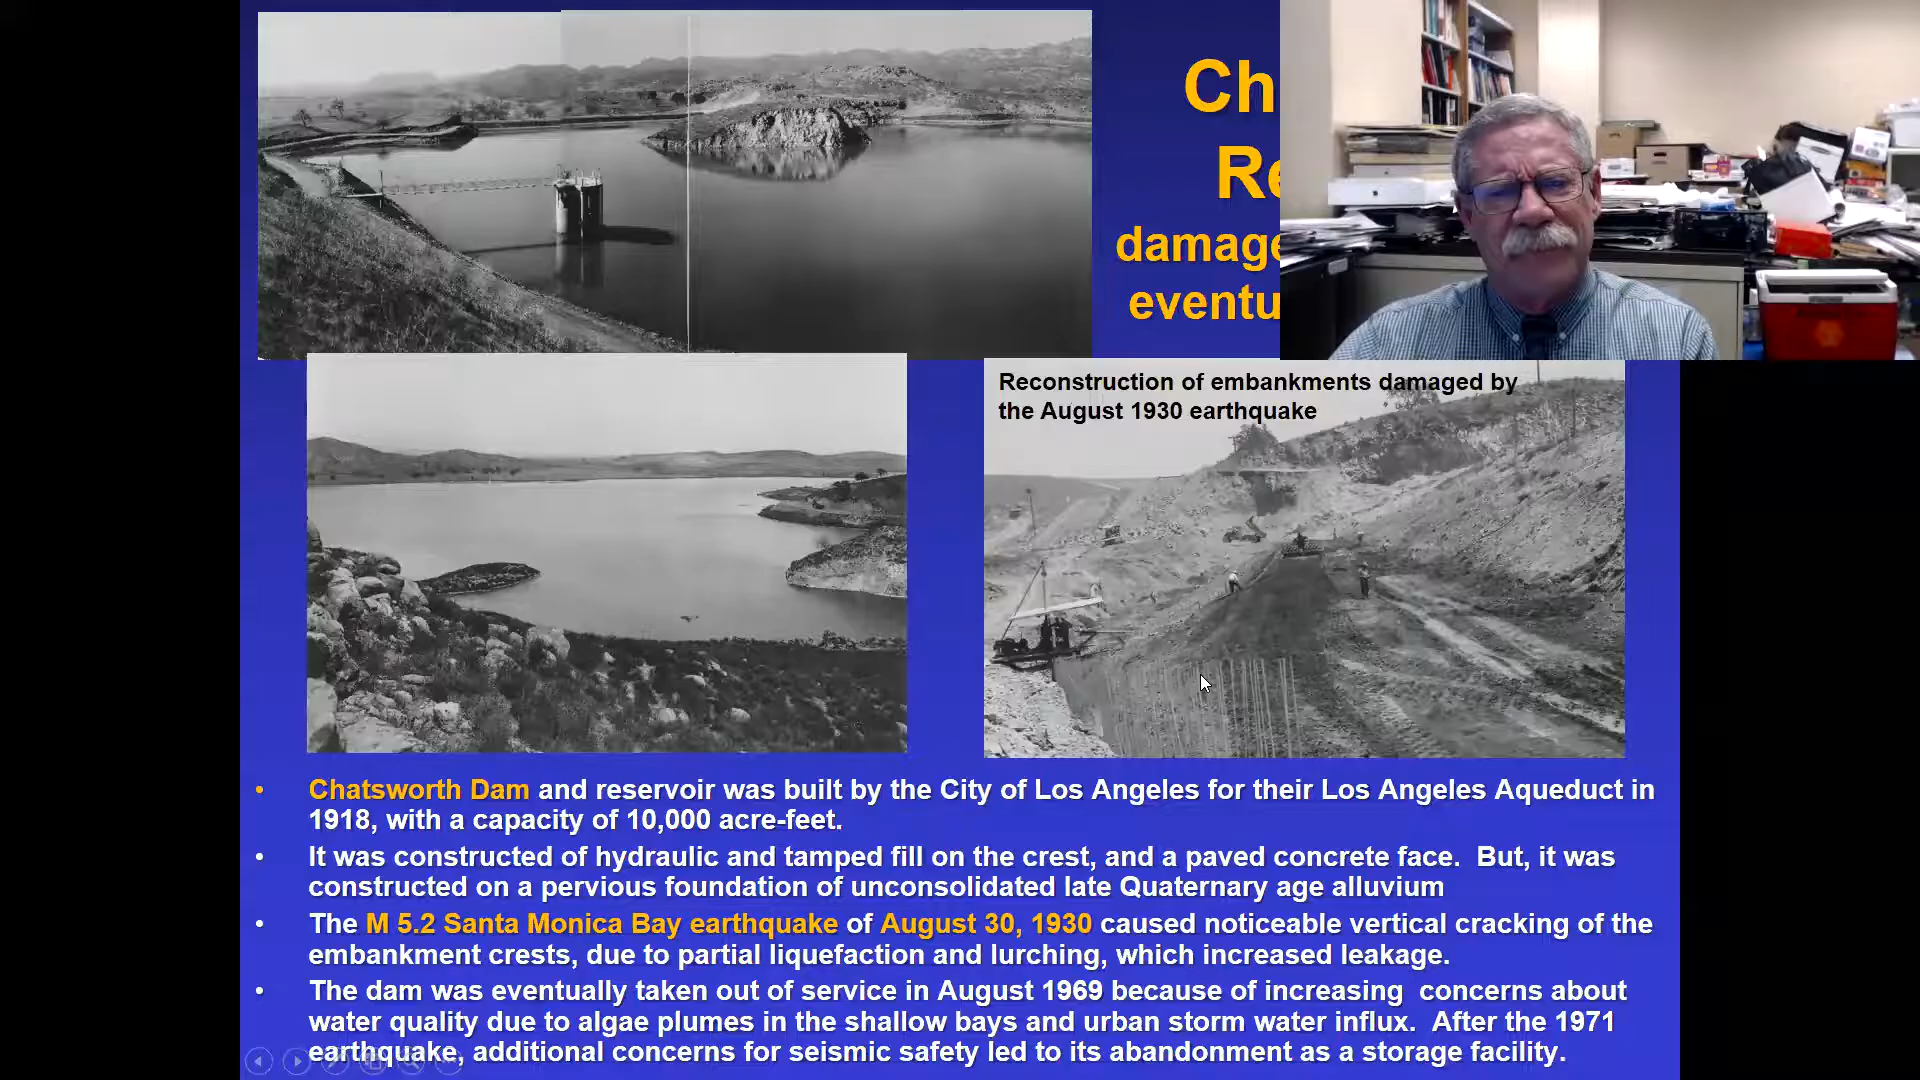 Ch
Re
damage
eventu
Reconstruction of embankments damaged by
the August 1930 earthquake
• Chatsworth Dam and reservoir was built by the City of Los Angeles for their Los Angeles Aqueduct in
1918, with a capacity of 10,000 acre-feet.
• It was constructed of hydraulic and tamped fill on the crest, and a paved concrete face. But, it was
constructed on a pervious foundation of unconsolidated late Quaternary age alluvium
• The M 5.2 Santa Monica Bay earthquake of August 30, 1930 caused noticeable vertical cracking of the
embankment crests, due to partial liquefaction and lurching, which increased leakage.
• The dam was eventually taken out of service in August 1969 because of increasing concerns about
water quality due to algae plumes in the shallow bays and urban storm water influx. After the 1971
earthquake, additional concerns for seismic safety led to its abandonment as a storage facility.